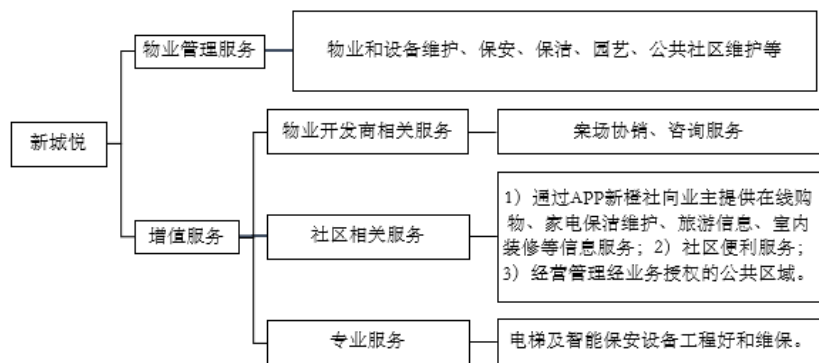 新城悦
物业管理服务
物业和设备维护、保安、保洁、园艺、公共社区维护等
增值服务
物业开发商相关服务
案场协销、咨询服务
社区相关服务
1）通过APP新橙社向业主提供在线购
物、家电保洁维护、旅游信息、室内
装修等信息服务；2）社区便利服务；
3）经营管理经业务授权的公共区域。
专业服务
电梯及智能保安设备工程好和维保。